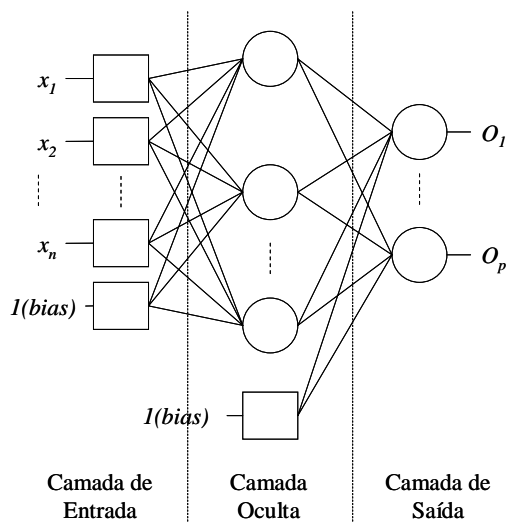 x1
x2
xn
1(bias)
1(bias)
O1
Op
Camada de
Entrada
Camada
Oculta
Camada de
Saída